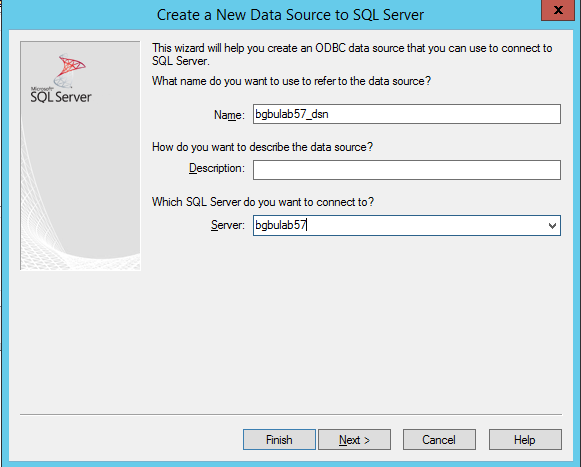 Create a New Data Source to SQL Server
x
Microsoft
SQL Server
This wizard will help you create an ODBC data source that you can use to connect to
SQL Server.
What name do you want to use to refer to the data source?
Name: bgbulab57_dsn
How do you want to describe the data source?
Description:
Which SQL Server do you want to connect to?
Server: bgbulab57
Finish Next > Cancel Help